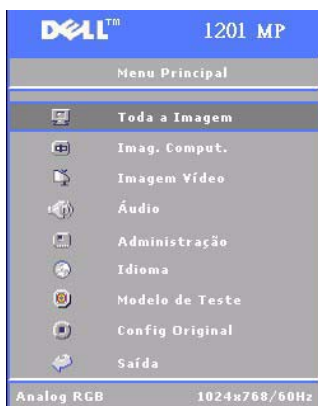 DELL™ 1201 MP
Menu Principal
Toda a Imagem
Imag. Comput.
Imagem Vídeo
Áudio
Administração
Idioma
Modelo de Teste
Config Original
Saída
Analog RGB 1024x768/60Hz